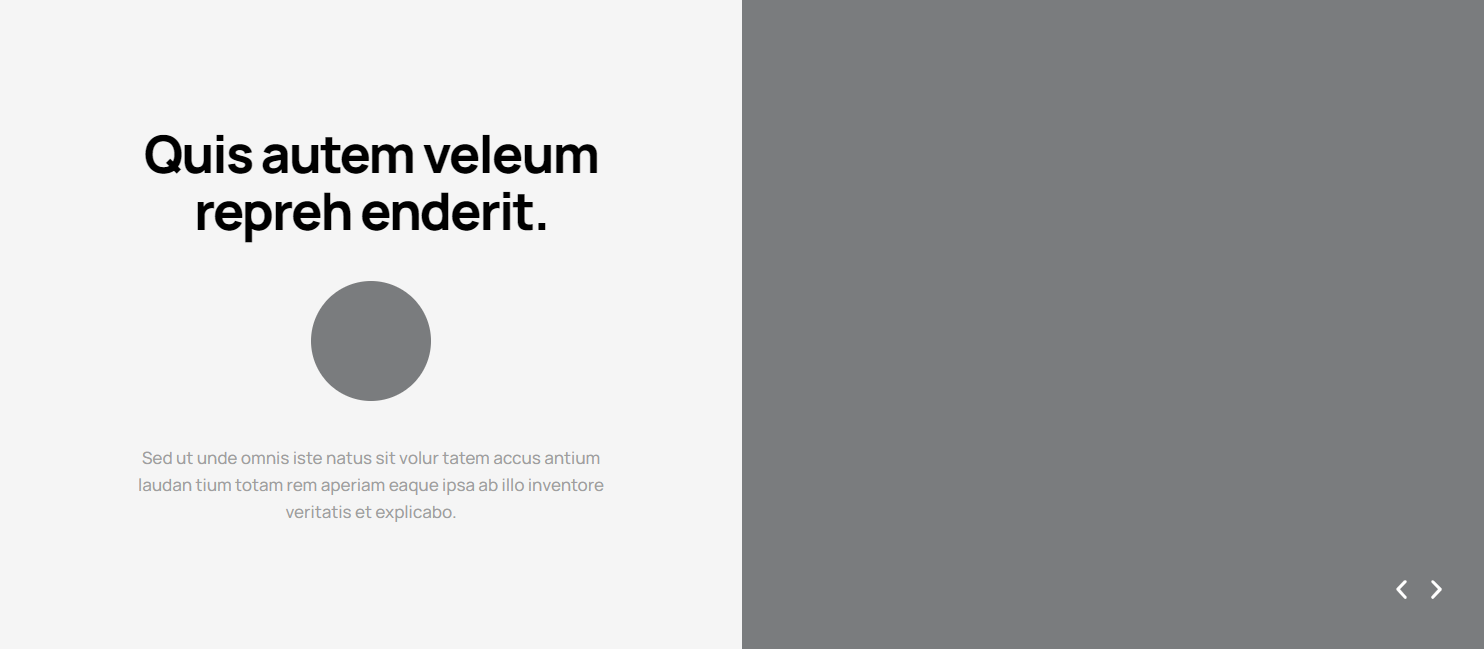 Quis autem veleum
repreh enderit.
Sed ut unde omnis iste natus sit volur tatem accus antium
laudan tium totam rem aperiam eaque ipsa ab illo inventore
veritatis et explicabo.